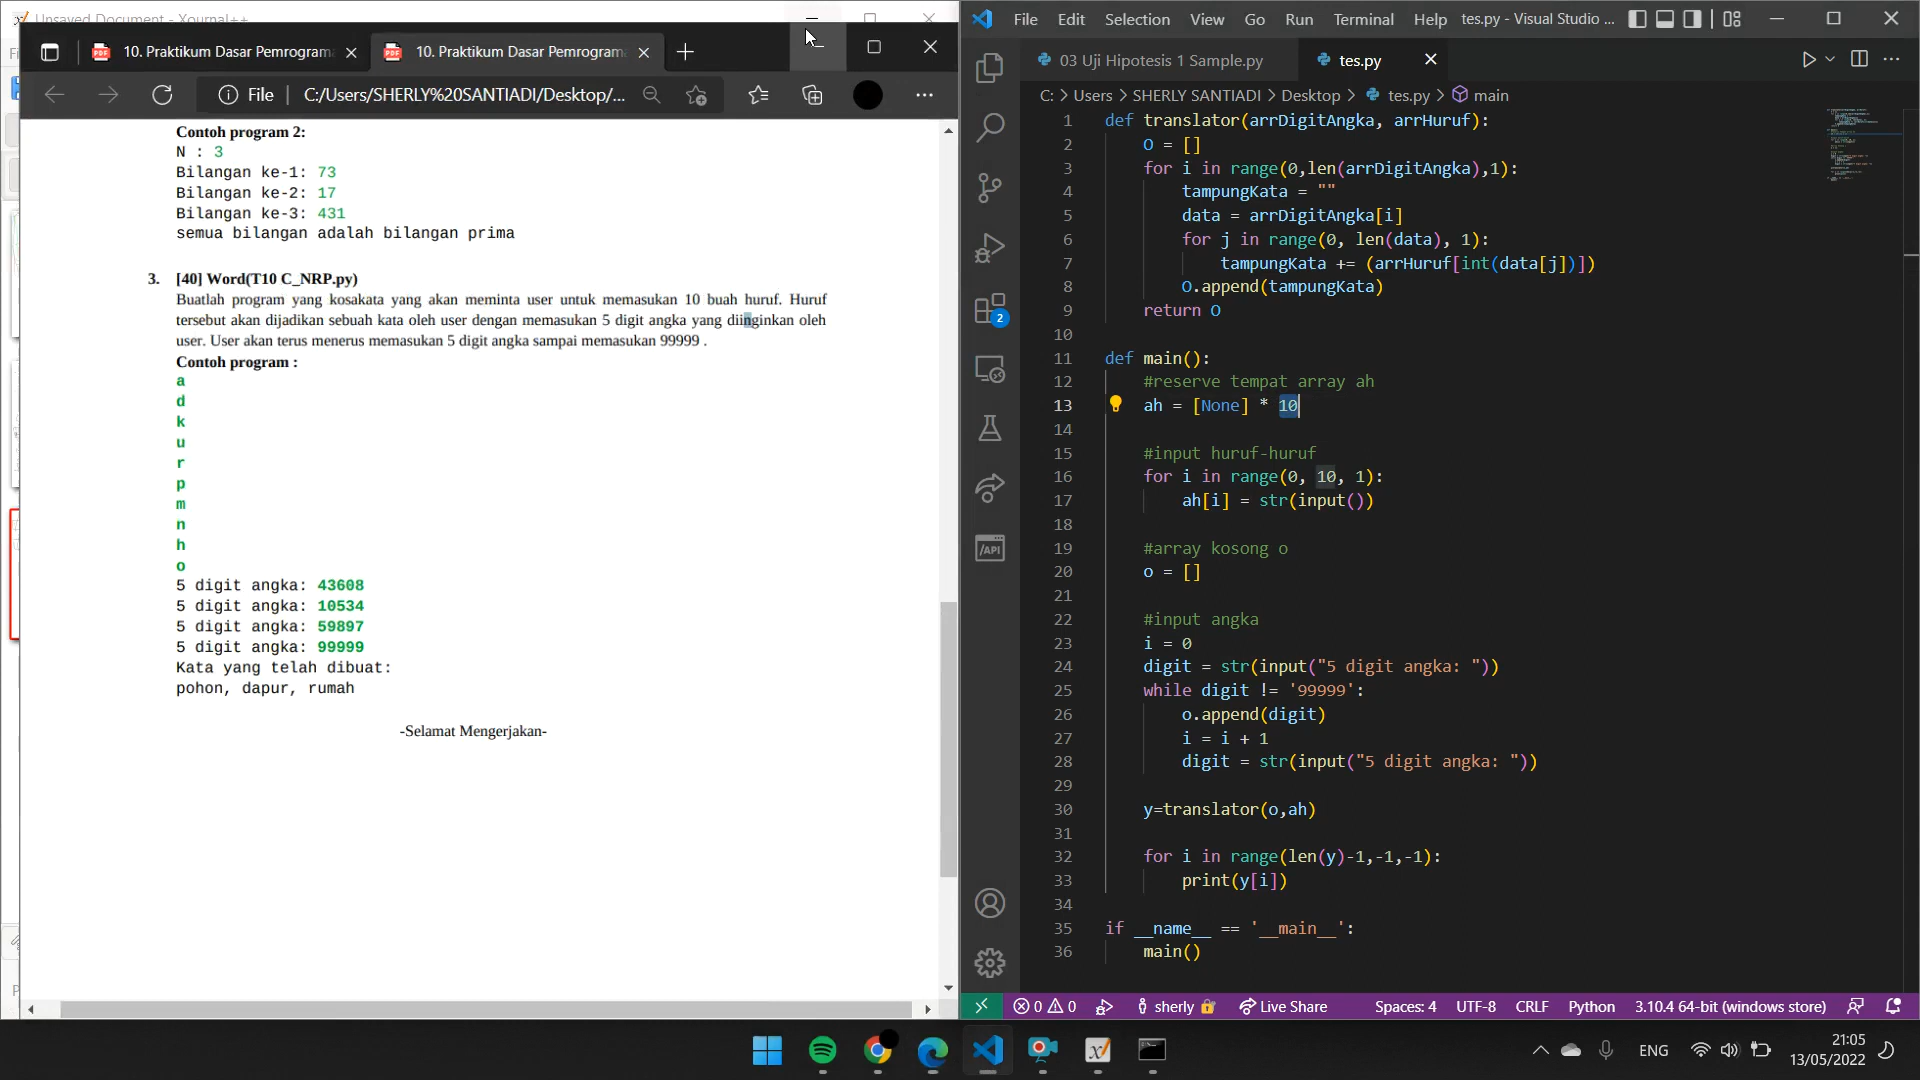 Unsaved Document - Xournal++
10. Praktikum Dasar Pemrograma
10. Praktikum Dasar Pemrogram
File
C:/Users/SHERLY%20SANTIADI/Desktop/...
Contoh program 2:
N : 3
Bilangan ke-1: 73
Bilangan ke-2: 17
Bilangan ke-3: 431
semua bilangan adalah bilangan prima
3. [40] Word(T10 C_NRP.py)
Buatlah program yang kosakata yang akan meminta user untuk memasukan 10 buah huruf. Huruf
tersebut akan dijadikan sebuah kata oleh user dengan memasukan 5 digit angka yang diinginkan oleh
user. User akan terus menerus memasukan 5 digit angka sampai memasukan 99999 .
Contoh program :
a
d
k
u
r
p
m
n
h
o
5 digit angka: 43608
5 digit angka: 10534
5 digit angka: 59897
5 digit angka: 99999
Kata yang telah dibuat:
pohon, dapur, rumah
-Selamat Mengerjakan-
File Edit Selection View Go Run Terminal Help tes.py - Visual Studio ...
03 Uji Hipotesis 1 Sample.py
tes.py
C: > Users > SHERLY SANTIADI > Desktop > tes.py > main
1 def translator(arrDigitAngka, arrHuruf):
2 O = []
3 for i in range(0,len(arrDigitAngka),1):
4 tampungKata = ""
5 data = arrDigitAngka[i]
6 for j in range(0, len(data), 1):
7 tampungKata += (arrHuruf[int(data[j])])
8 O.append(tampungKata)
9 return O
10
11 def main():
12 #reserve tempat array ah
13 ah = [None] * 10
14
15 #input huruf-huruf
16 for i in range(0, 10, 1):
17 ah[i] = str(input())
18
19 #array kosong o
20 o = []
21
22 #input angka
23 i = 0
24 digit = str(input("5 digit angka: "))
25 while digit != '99999':
26 o.append(digit)
27 i = i + 1
28 digit = str(input("5 digit angka: "))
29
30 y=translator(o,ah)
31
32 for i in range(len(y)-1,-1,-1):
33 print(y[i])
34
35 if __name__ == '__main__':
36 main()
2
/API
0 0 sherly Live Share Spaces: 4 UTF-8 CRLF Python 3.10.4 64-bit (windows store)
ENG
21:05
13/05/2022